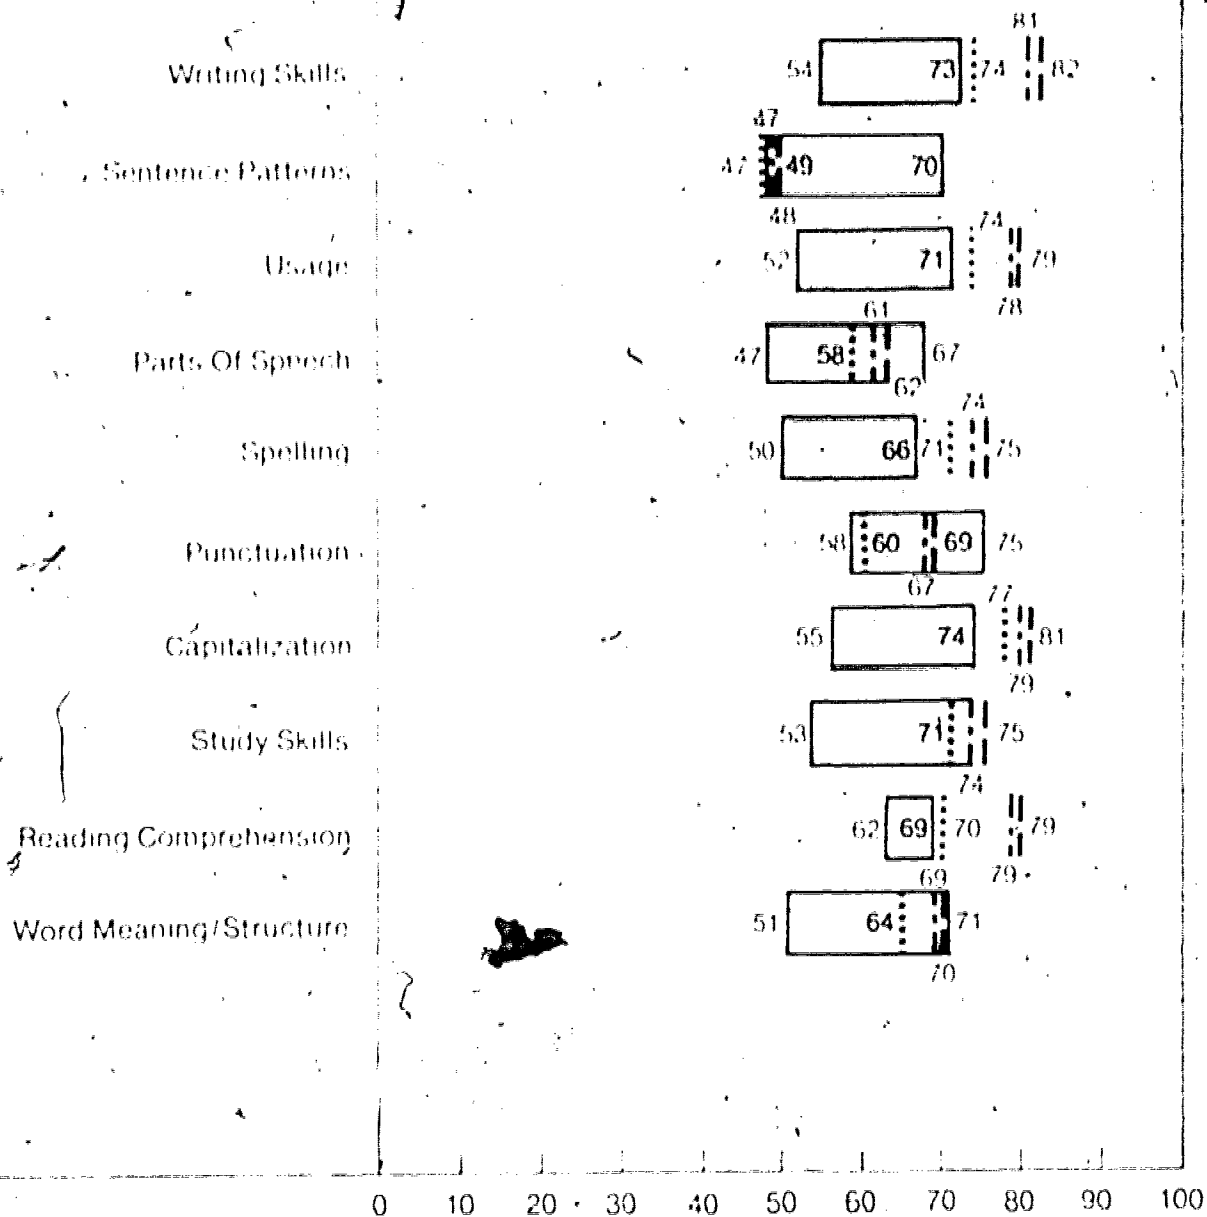 81
Writing Skills 54 73 74 82
47
Sentence Patterns 47 49 70
48 74
Usage 52 71 79
61 78
Parts Of Speech 47 58 67
62 74
Spelling 50 66 71 75
Punctuation 58 60 69 75
67 77
Capitalization 55 74 81
79
Study Skills 53 71 75
74
Reading Comprehension 62 69 70 79
69 79
Word Meaning/Structure 51 64 71
70
0 10 20 30 40 50 60 70 80 90 100